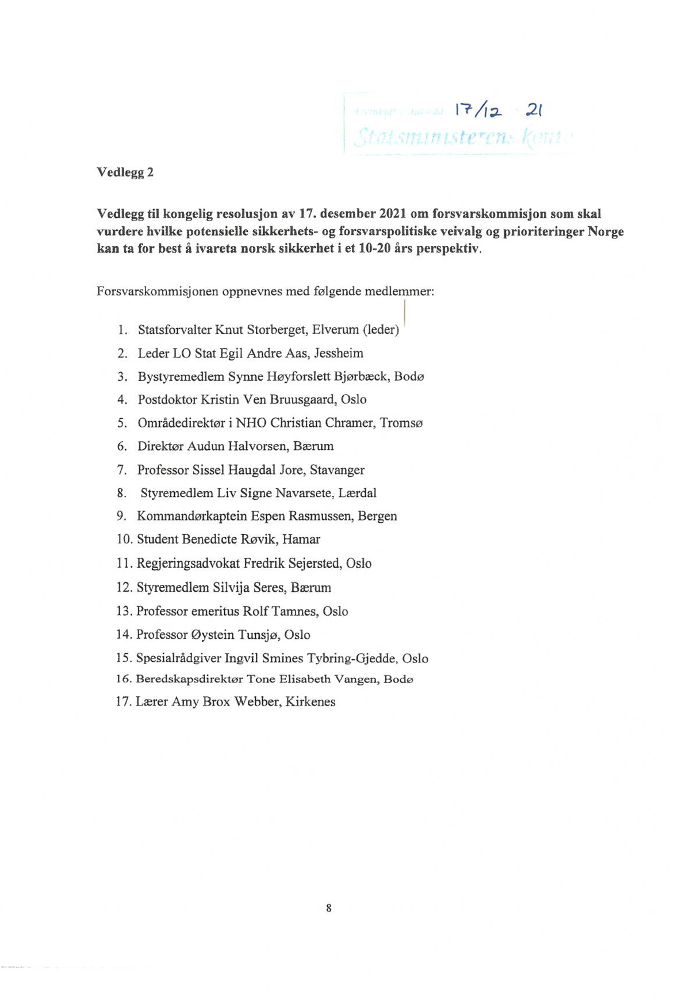 17/12 21
Statsministerens kont
Vedlegg 2
Vedlegg til kongelig resolusjon av 17. desember 2021 om forsvarskommisjon som skal
vurdere hvilke potensielle sikkerhets- og forsvarspolitiske veivalg og prioriteringer Norge
kan ta for best å ivareta norsk sikkerhet i et 10-20 års perspektiv.
Forsvarskommisjonen oppnevnes med følgende medlemmer:
1. Statsforvalter Knut Storberget, Elverum (leder)
2. Leder LO Stat Egil Andre Aas, Jessheim
3. Bystyremedlem Synne Høyforslett Bjørbæck, Bodø
4. Postdoktor Kristin Ven Bruusgaard, Oslo
5. Områdedirektør i NHO Christian Chramer, Tromsø
6. Direktør Audun Halvorsen, Bærum
7. Professor Sissel Haugdal Jore, Stavanger
8. Styremedlem Liv Signe Navarsete, Lærdal
9. Kommandørkaptein Espen Rasmussen, Bergen
10. Student Benedicte Røvik, Hamar
11. Regjeringsadvokat Fredrik Sejersted, Oslo
12. Styremedlem Silvija Seres, Bærum
13. Professor emeritus Rolf Tamnes, Oslo
14. Professor Øystein Tunsjø, Oslo
15. Spesialrådgiver Ingvil Smines Tybring-Gjedde, Oslo
16. Beredskapsdirektør Tone Elisabeth Vangen, Bodø
17. Lærer Amy Brox Webber, Kirkenes
8